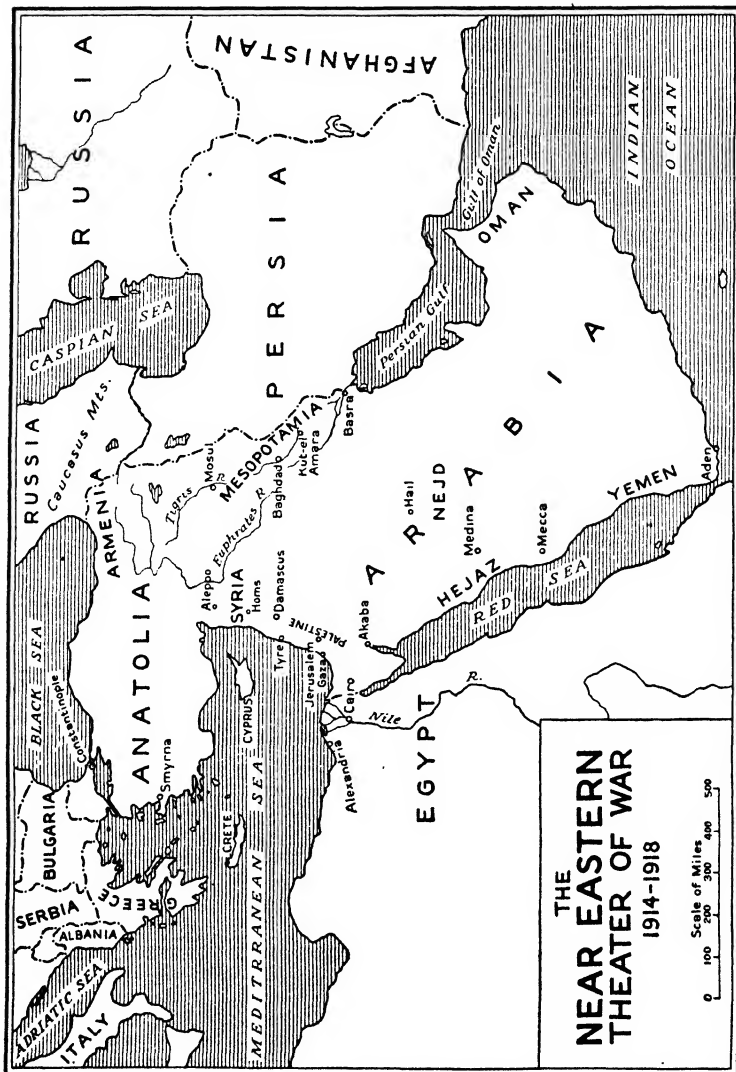 ITALY
ADRIATIC SEA
ALBANIA
SERBIA
BULGARIA
GREECE
BLACK SEA
Constantinople
RUSSIA
Caucasus Mts.
CASPIAN
SEA
RUSSIA
ANATOLIA
Smyrna
ARMENIA
CRETE
CYPRUS
MEDITRRANEAN SEA
Aleppo
SYRIA
Homs
Damascus
Tyre
PALESTINE
Jerusalem
Gaza
Tigris R.
Mosul
MESOPOTAMIA
Euphrates R.
Baghdad
Kut-el
Amara
Basra
PERSIA
AFGHANISTAN
Alexandria
Cairo
Nile R.
EGYPT
Akaba
ARABIA
Hail
NEJD
Medina
HEJAZ
Mecca
RED SEA
YEMEN
Aden
Persian Gulf
Gulf of Oman
OMAN
INDIAN
OCEAN
THE
NEAR EASTERN
THEATER OF WAR
1914-1918
Scale of Miles
0 100 200 300 400 500